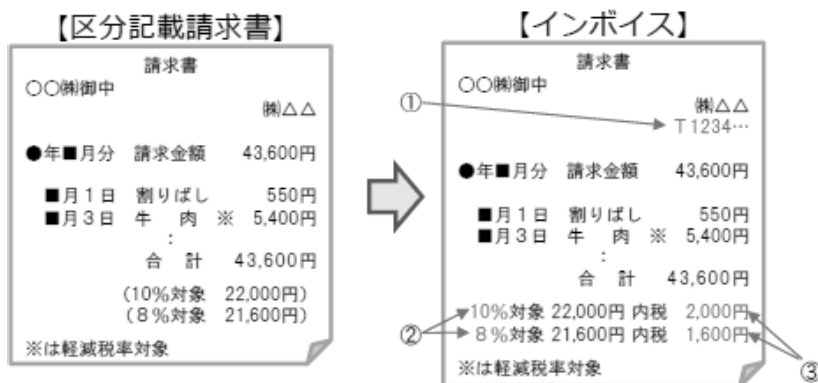 【区分記載請求書】
請求書
○○㈱御中
㈱△△
●年■月分 請求金額 43,600円
■月1日 割りばし 550円
■月3日 牛 肉 ※ 5,400円
:
合 計 43,600円
(10%対象 22,000円)
(8%対象 21,600円)
※は軽減税率対象
【インボイス】
請求書
○○㈱御中
①
㈱△△
T1234…
●年■月分 請求金額 43,600円
■月1日 割りばし 550円
■月3日 牛 肉 ※ 5,400円
:
合 計 43,600円
10%対象 22,000円 内税 2,000円
② 8%対象 21,600円 内税 1,600円
※は軽減税率対象
③